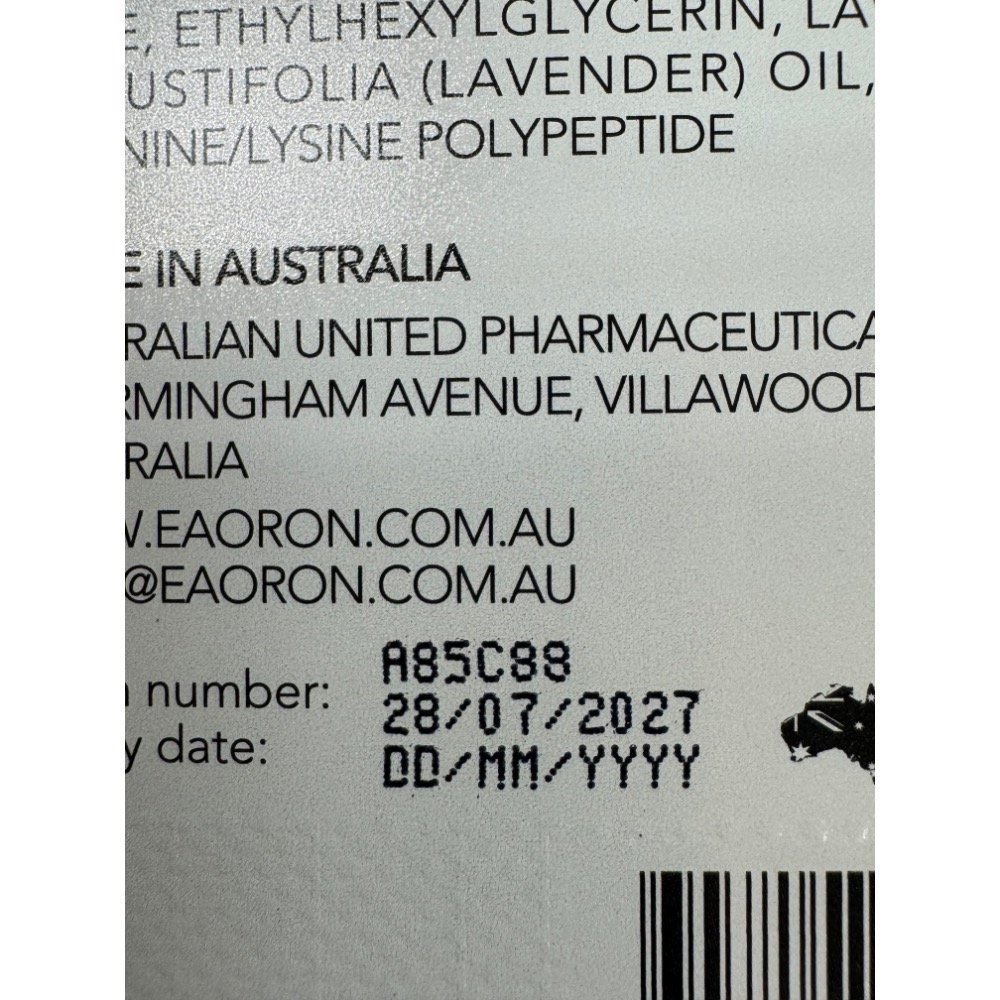 E, ETHYLHEXYLGLYCERIN, LA
USTIFOLIA (LAVENDER) OIL,
NINE/LYSINE POLYPEPTIDE
E IN AUSTRALIA
RALIAN UNITED PHARMACEUTICA
RMINGHAM AVENUE, VILLAWOOD
RALIA
W.EAORON.COM.AU
@EAORON.COM.AU
number: A85C88
y date: 28/07/2027
DD/MM/YYYY